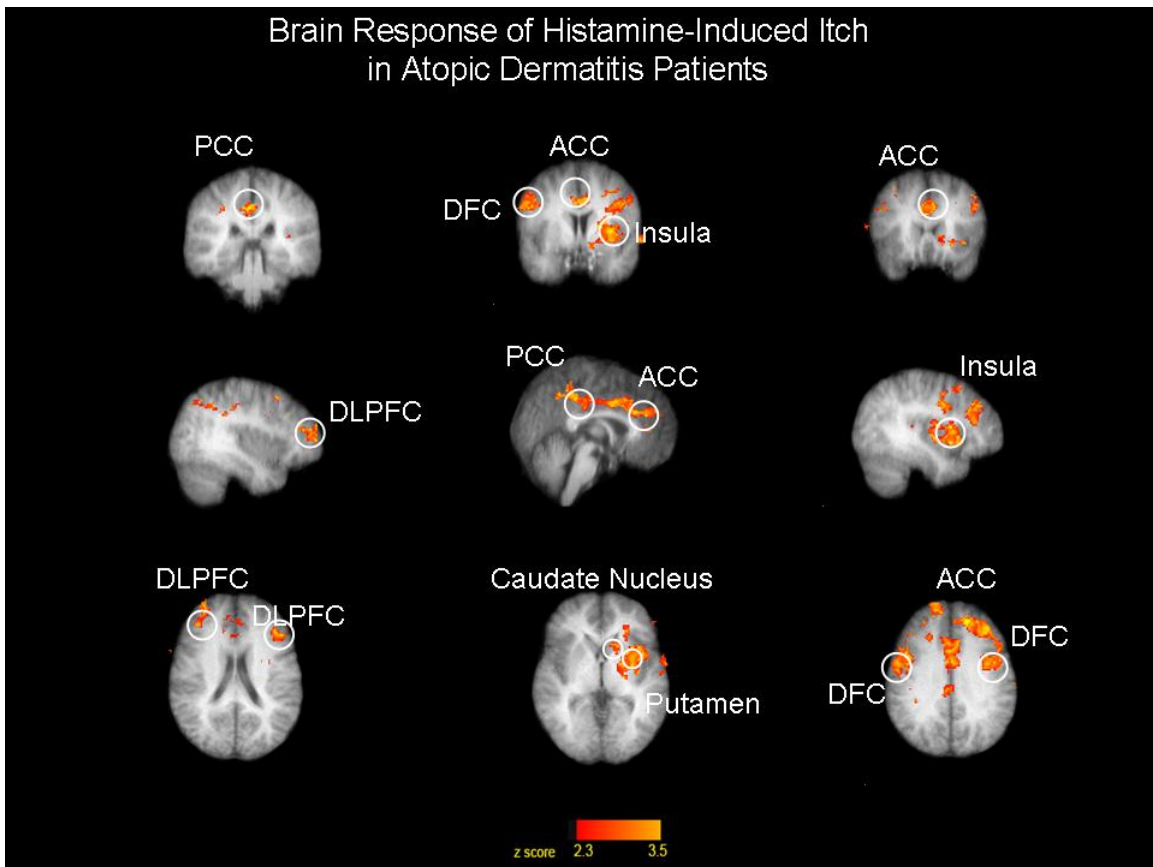 Brain Response of Histamine-Induced Itch
in Atopic Dermatitis Patients
PCC
ACC
ACC
DFC
Insula
PCC
ACC
Insula
DLPFC
DLPFC
DLPFC
Caudate Nucleus
Putamen
ACC
DFC
DFC
z score 2.3 3.5